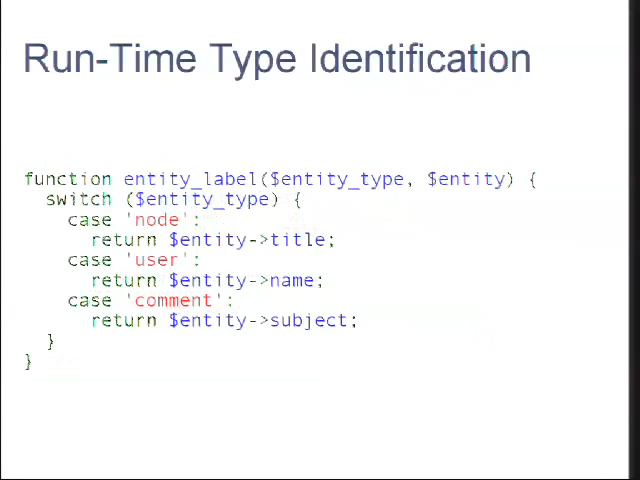 Run-Time Type Identification
function entity_label($entity_type, $entity) {
  switch ($entity_type) {
    case 'node':
      return $entity->title;
    case 'user':
      return $entity->name;
    case 'comment':
      return $entity->subject;
  }
}